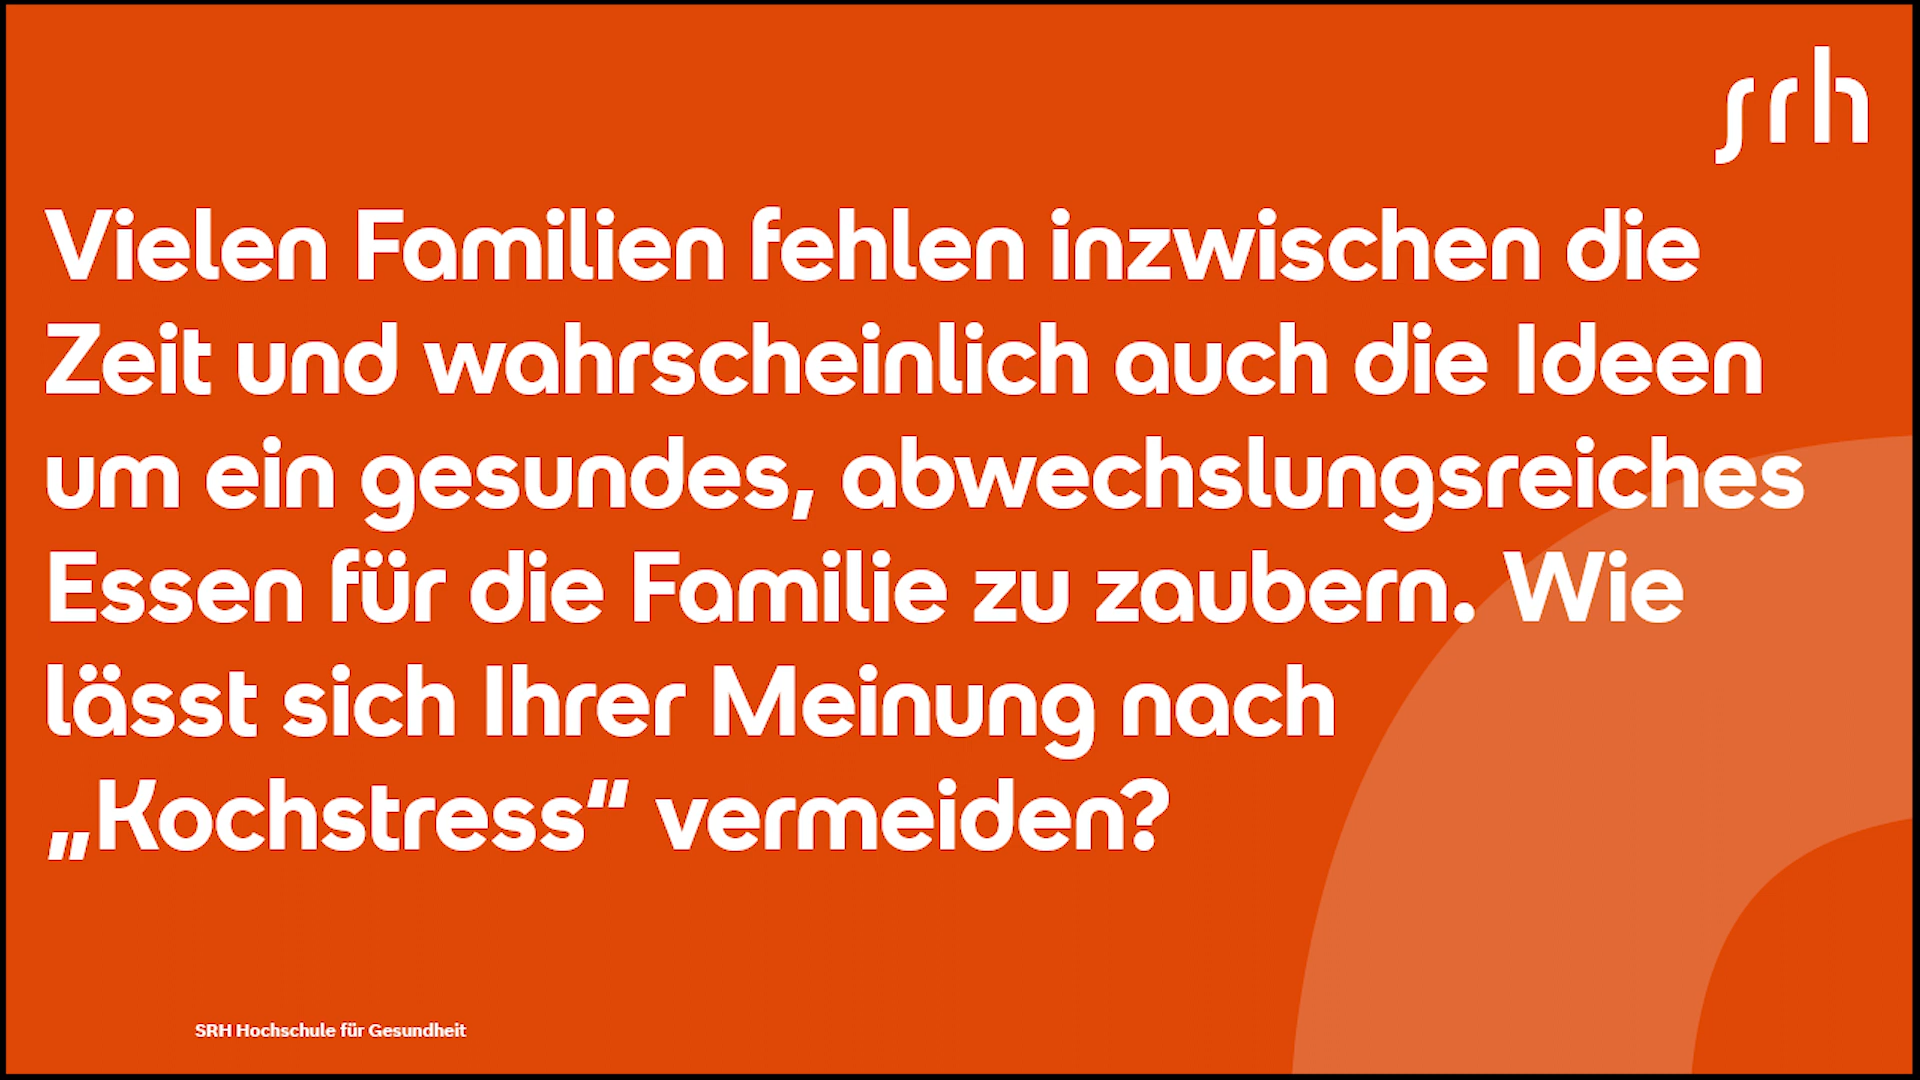 srh
Vielen Familien fehlen inzwischen die
Zeit und wahrscheinlich auch die Ideen
um ein gesundes, abwechslungsreiches
Essen für die Familie zu zaubern. Wie
lässt sich Ihrer Meinung nach
„Kochstress“ vermeiden?
SRH Hochschule für Gesundheit